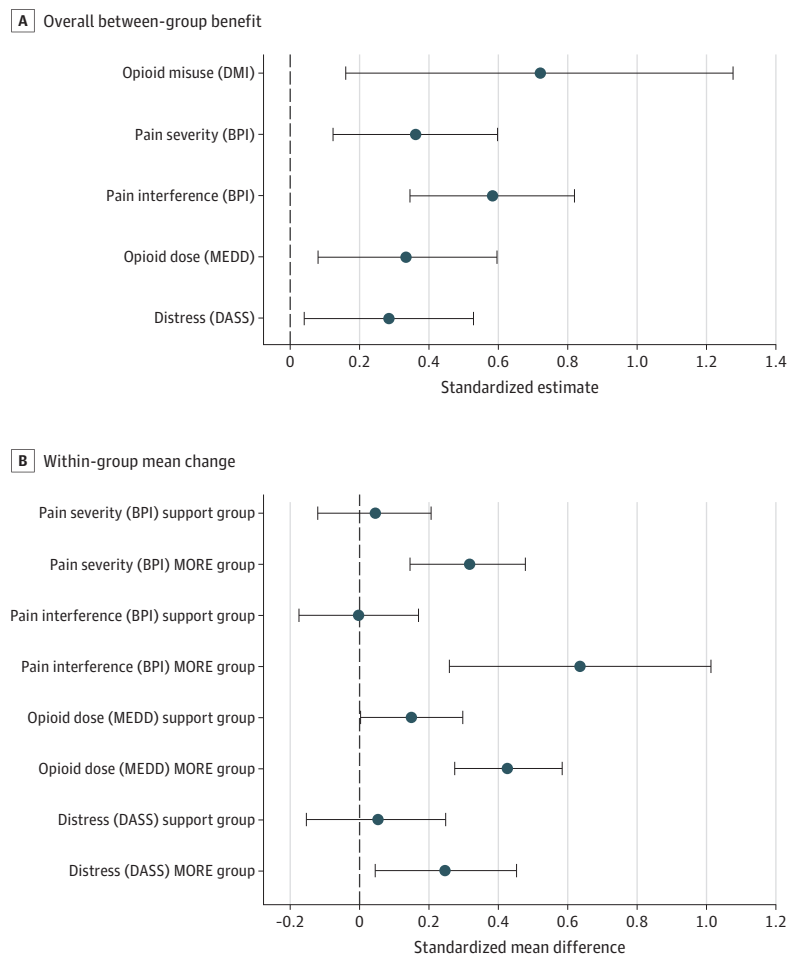 A Overall between-group benefit
Opioid misuse (DMI)
Pain severity (BPI)
Pain interference (BPI)
Opioid dose (MEDD)
Distress (DASS)
0 0.2 0.4 0.6 0.8 1.0 1.2 1.4
Standardized estimate
B Within-group mean change
Pain severity (BPI) support group
Pain severity (BPI) MORE group
Pain interference (BPI) support group
Pain interference (BPI) MORE group
Opioid dose (MEDD) support group
Opioid dose (MEDD) MORE group
Distress (DASS) support group
Distress (DASS) MORE group
-0.2 0 0.2 0.4 0.6 0.8 1.0 1.2
Standardized mean difference